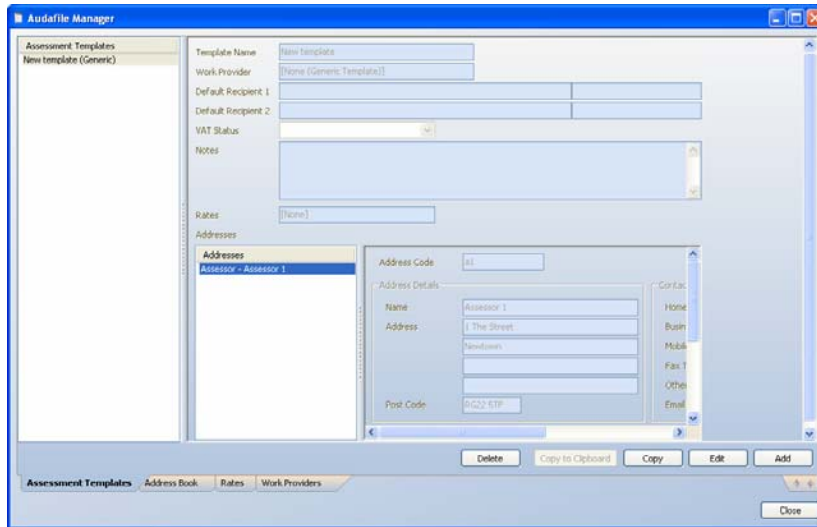 Audafile Manager
Assessment Templates
New template (Generic)
Template Name New template
Work Provider [None (Generic Template)]
Default Recipient 1
Default Recipient 2
VAT Status
Notes
Rates [None]
Addresses
Addresses
Assessor - Assessor 1
Address Code a1
Address Details
Name Assessor 1
Address 1 The Street
Newtown
Post Code RG22 5TF
Contac
Home
Busin
Mobil
Fax T
Other
Email
Delete Copy to Clipboard Copy Edit Add
Assessment Templates Address Book Rates Work Providers
Close